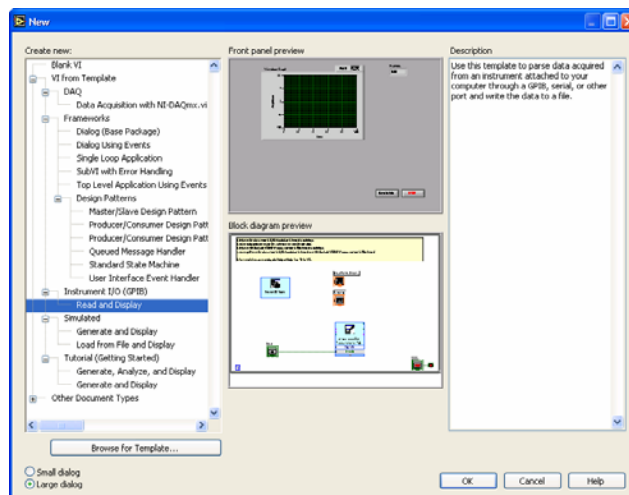 New
Create new:
Blank VI
VI from Template
DAQ
Data Acquisition with NI-DAQmx.vi
Frameworks
Dialog (Base Package)
Dialog Using Events
Single Loop Application
SubVI with Error Handling
Top Level Application Using Events
Design Patterns
Master/Slave Design Pattern
Producer/Consumer Design Patt
Producer/Consumer Design Patt
Queued Message Handler
Standard State Machine
User Interface Event Handler
Instrument I/O (GPIB)
Read and Display
Simulated
Generate and Display
Load from File and Display
Tutorial (Getting Started)
Generate, Analyze, and Display
Generate and Display
Other Document Types
Browse for Template...
Small dialog
Large dialog
Front panel preview
Block diagram preview
Description
Use this template to parse data acquired
from an instrument attached to your
computer through a GPIB, serial, or other
port and write the data to a file.
OK
Cancel
Help